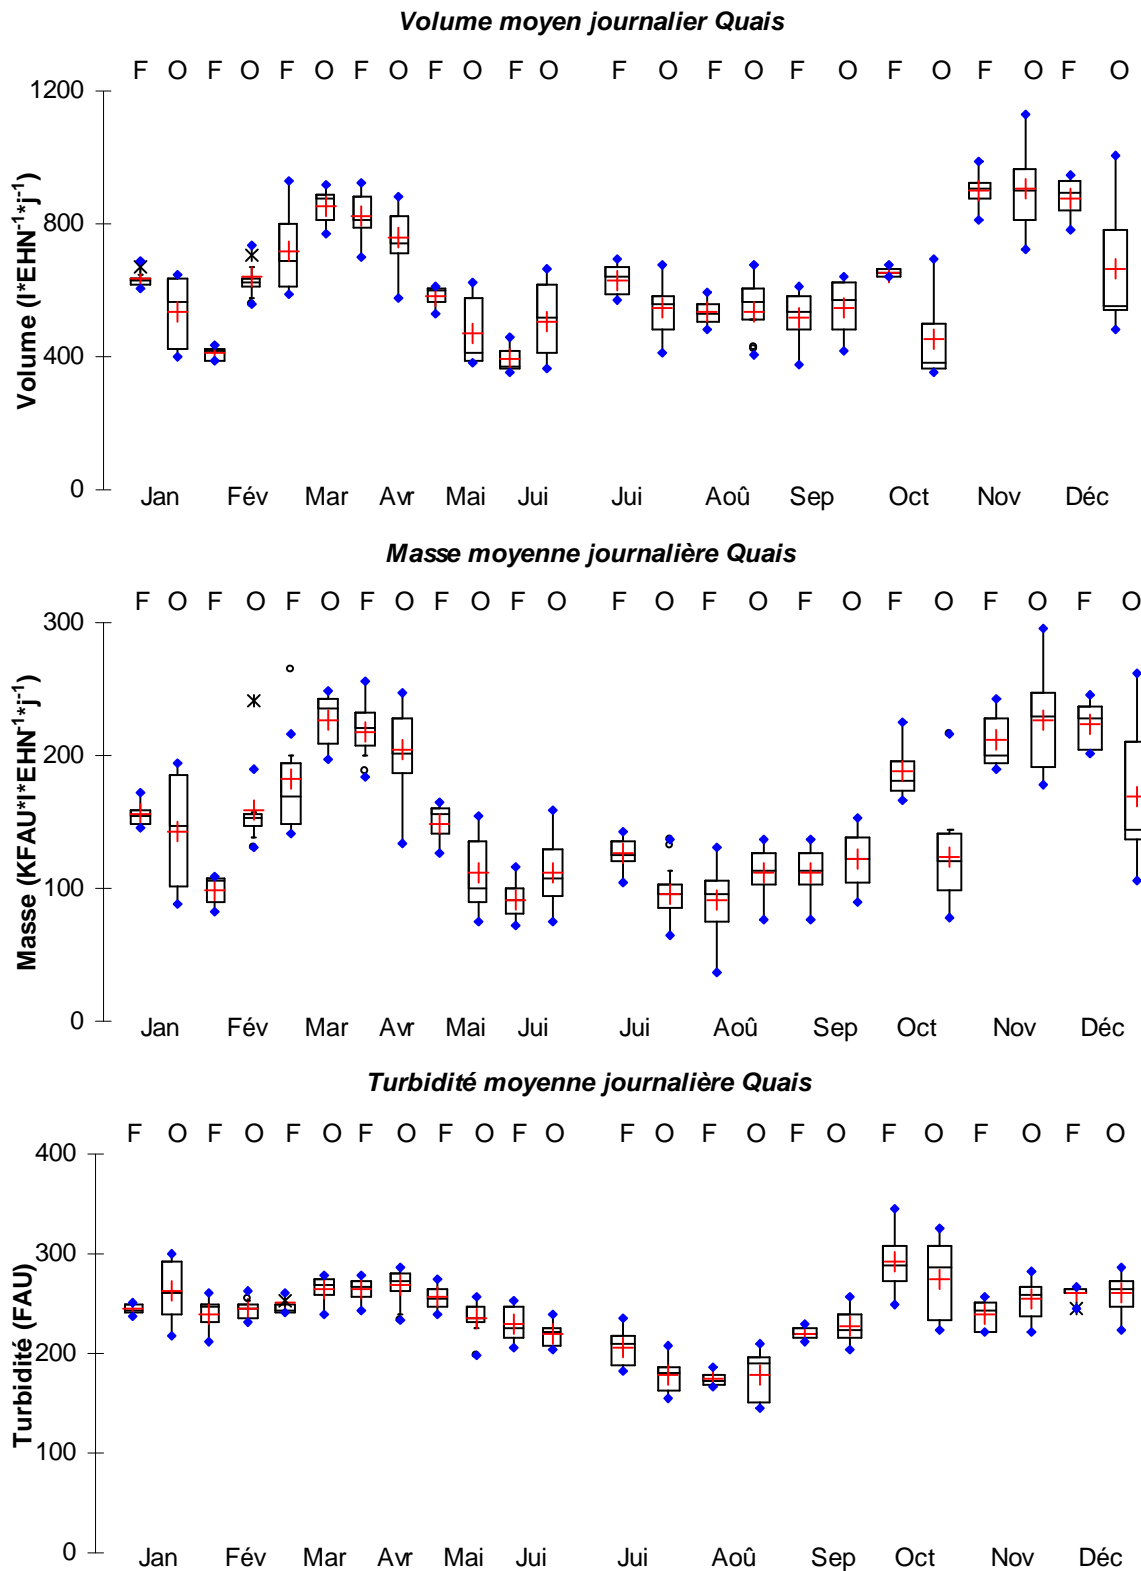 Volume moyen journalier Quais
F O F O F O F O F O F O F O F O F O F O F O F O
1200
800
400
0
Volume (l*EHN-1*j-1)
Jan Fév Mar Avr Mai Jui Jui Aoû Sep Oct Nov Déc
Masse moyenne journalière Quais
F O F O F O F O F O F O F O F O F O F O F O F O
300
200
100
0
Masse (KFAU*l*EHN-1*j-1)
Jan Fév Mar Avr Mai Jui Jui Aoû Sep Oct Nov Déc
Turbidité moyenne journalière Quais
F O F O F O F O F O F O F O F O F O F O F O F O
400
300
200
100
0
Turbidité (FAU)
Jan Fév Mar Avr Mai Jui Jui Aoû Sep Oct Nov Déc